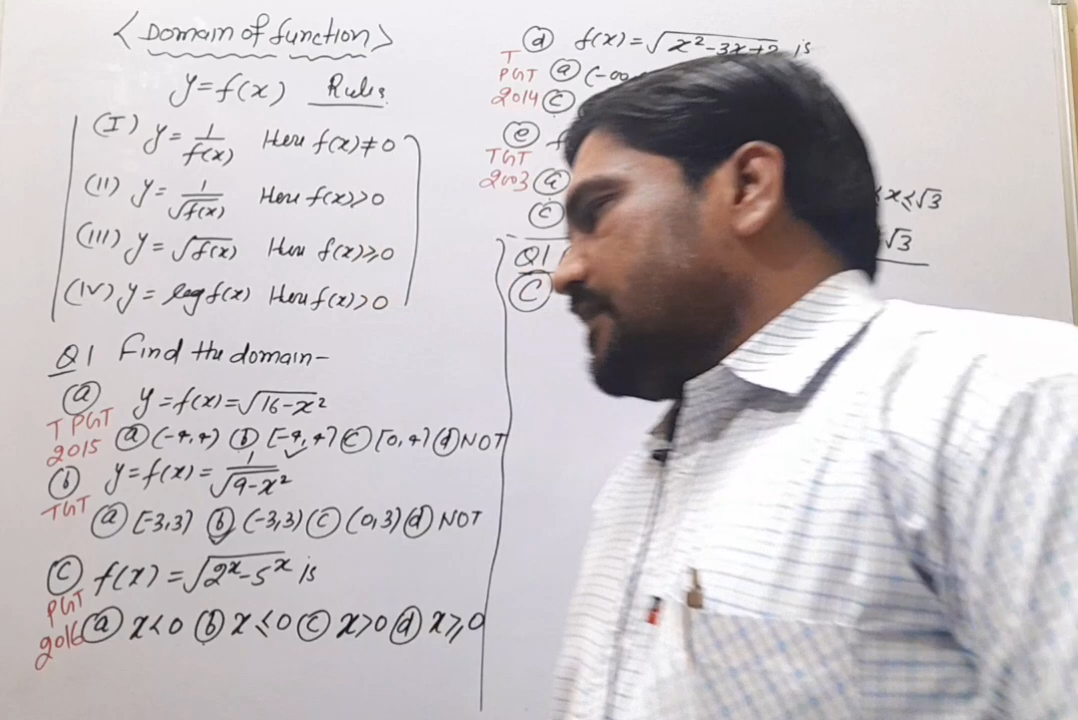 < Domain of function >
y=f(x) Rules
(I) y = 1/f(x) Here f(x)≠0
(II) y = 1/√f(x) Here f(x)>0
(III) y = √f(x) Here f(x)≥0
(IV) y = log f(x) Here f(x)>0
Q1 Find the domain-
(a) y=f(x)=√16-x²
TPGT
2015 (a) (-4,4) (b) [-4,4] (c) [0,4] (d) NOT
(b) y=f(x)= 1/√9-x²
TGT
(a) [-3,3) (b) (-3,3) (c) (0,3) (d) NOT
(c) f(x)=√2ˣ-5ˣ is
PGT
2016 (a) x<0 (b) x≤0 (c) x>0 (d) x≥0
(d) f(x)=√x²-3x+2 is
T
PGT (a) (-∞
2014 (c)
(e) f
TGT
2003 (a) ≤x≤√3
(c) √3
Q1
(C)